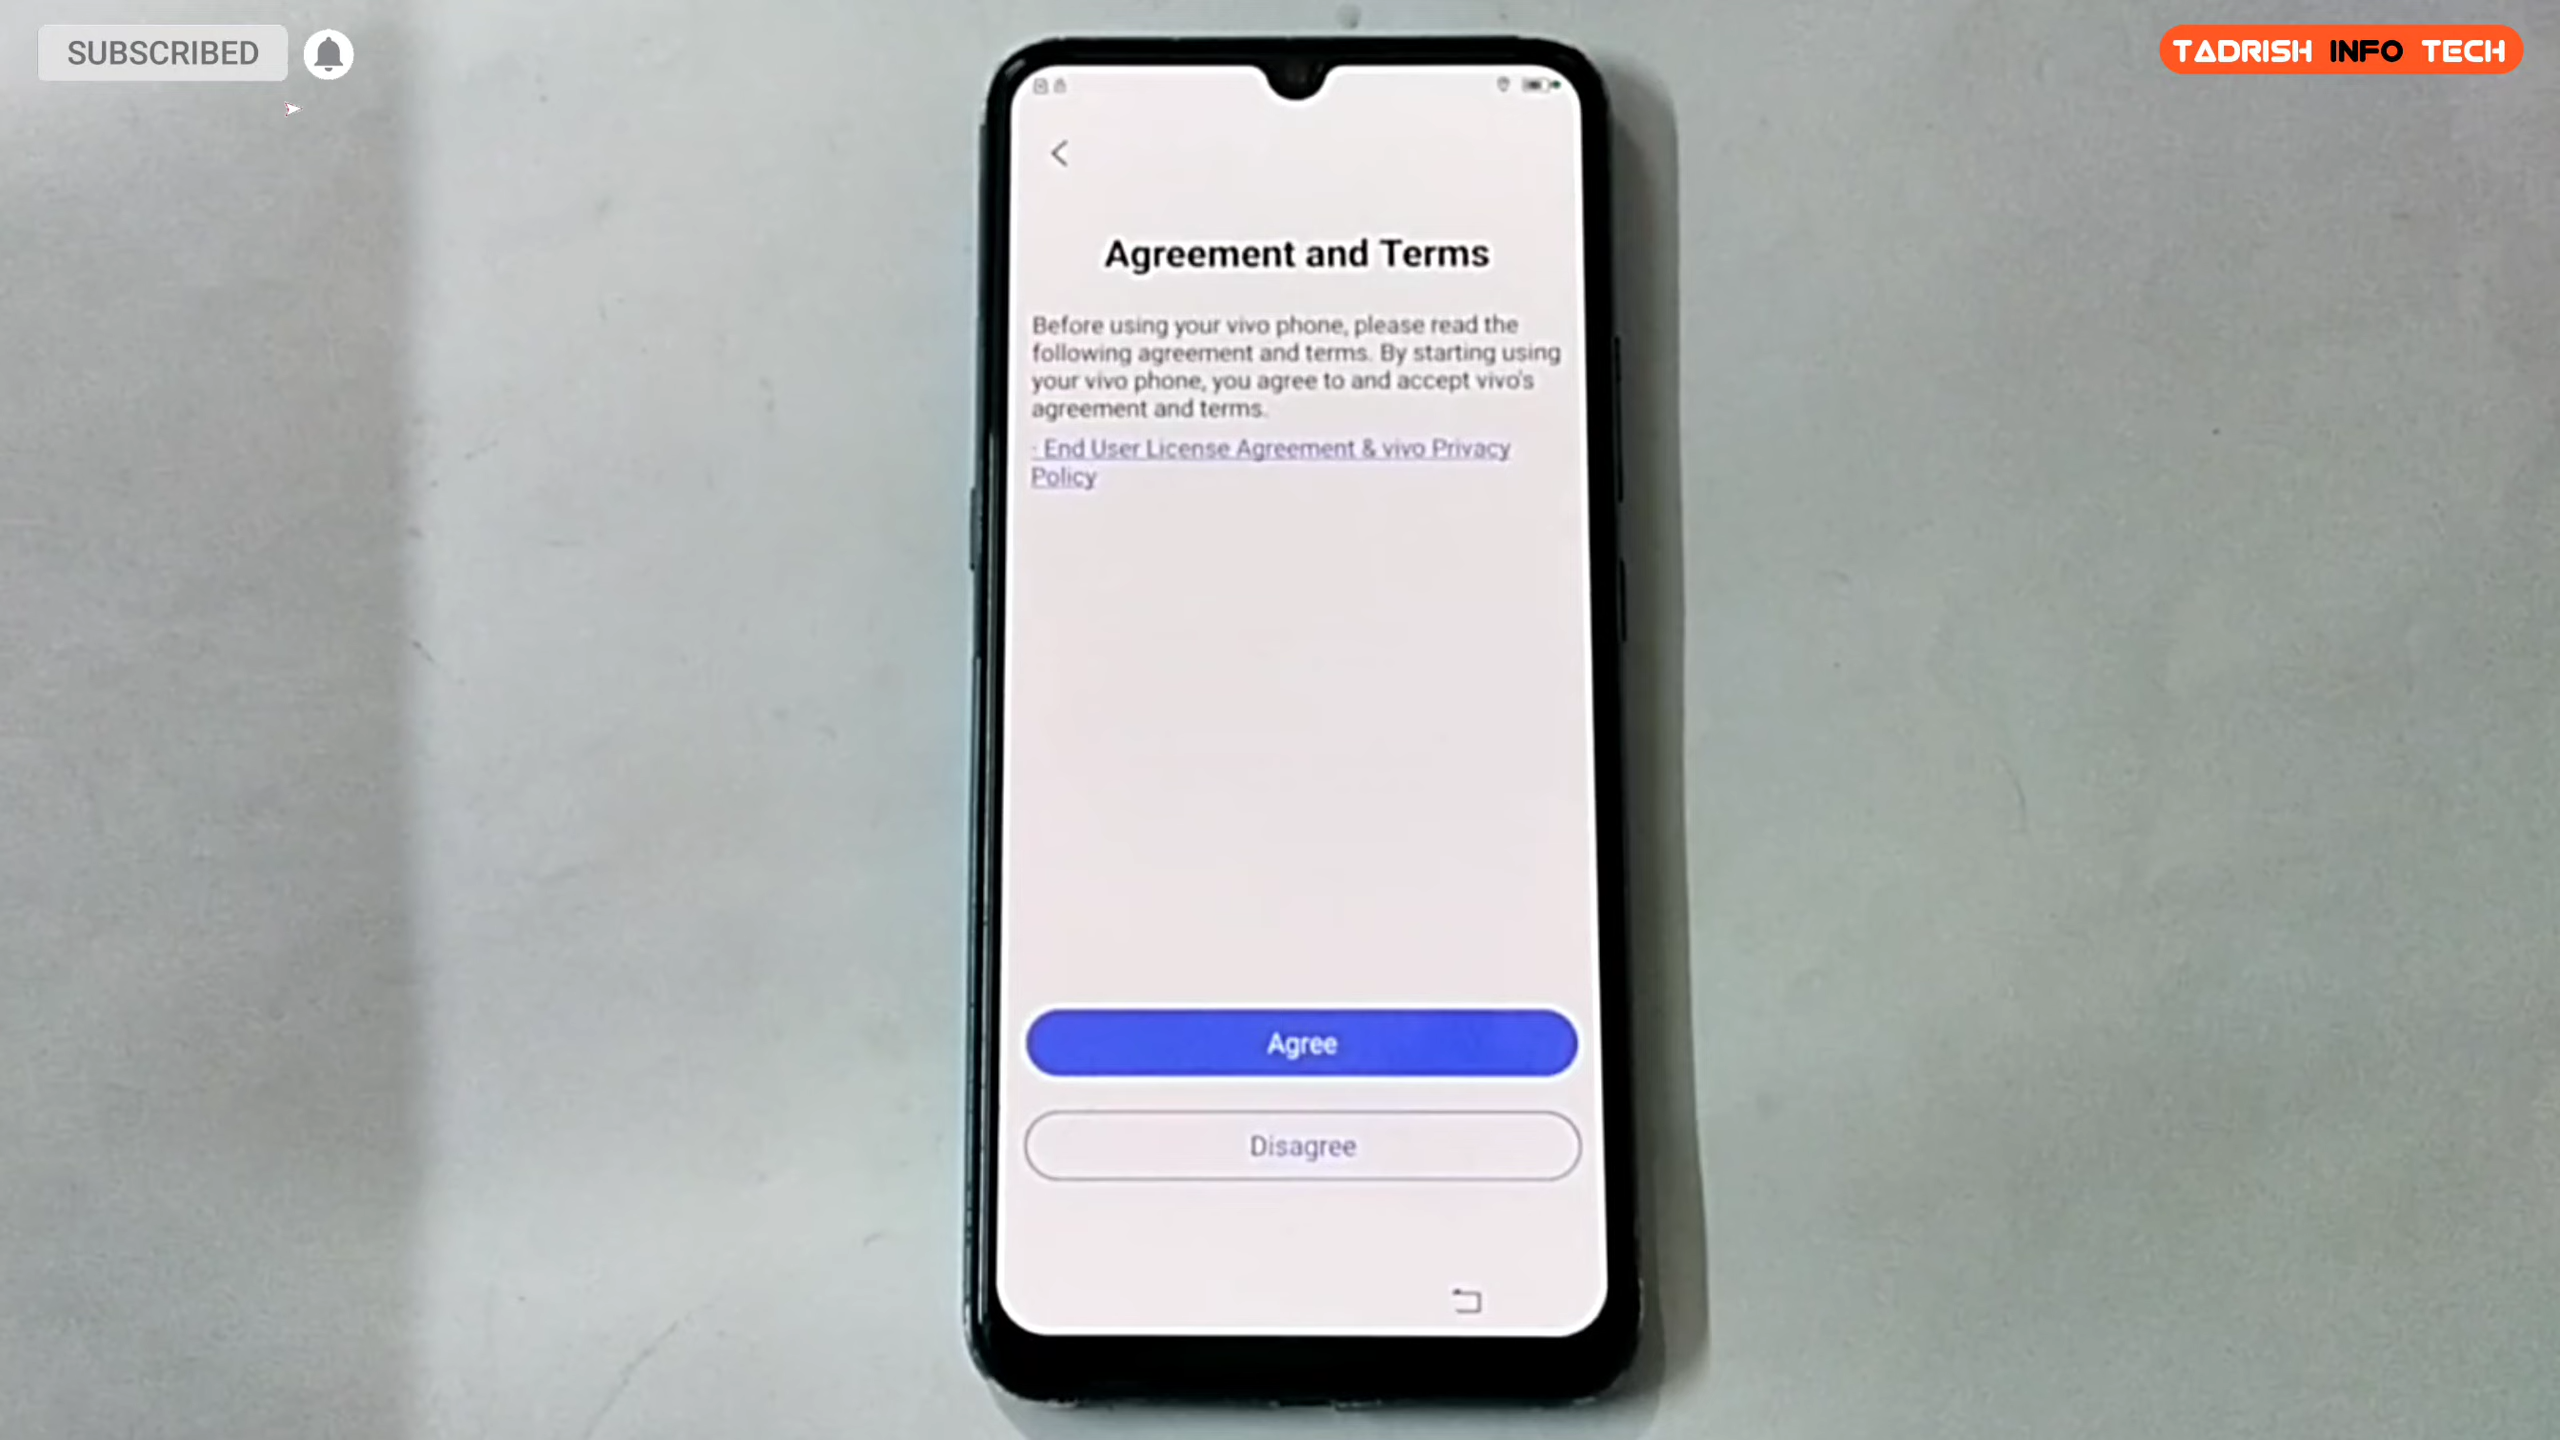 SUBSCRIBED
TADRISH INFO TECH
Agreement and Terms
Before using your vivo phone, please read the
following agreement and terms. By starting using
your vivo phone, you agree to and accept vivo's
agreement and terms.
· End User License Agreement & vivo Privacy
Policy
Agree
Disagree